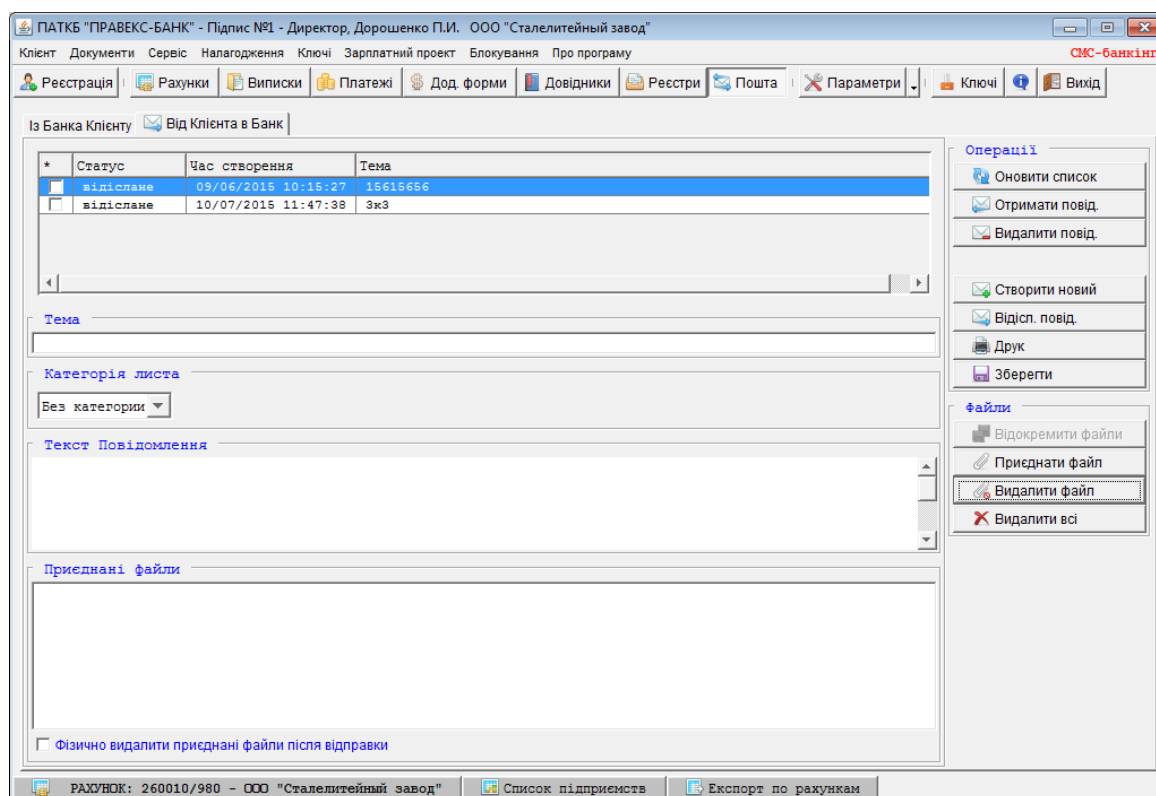 ПАТКБ "ПРАВЕКС-БАНК" - Підпис №1 - Директор, Дорошенко П.И. ООО "Сталелитейный завод"
Клієнт Документи Сервіс Налагодження Ключі Зарплатний проект Блокування Про програму СМС-банкінг
Реєстрація Рахунки Виписки Платежі Дод. форми Довідники Реєстри Пошта Параметри Ключі Вихід
Із Банка Клієнту Від Клієнта в Банк
* Статус Час створення Тема
відіслане 09/06/2015 10:15:27 15615656
відіслане 10/07/2015 11:47:38 ЗкЗ
Тема
Категорія листа
Без категории
Текст Повідомлення
Приєднані файли
Фізично видалити приєднані файли після відправки
Операції
Оновити список
Отримати повід.
Видалити повід.
Створити новий
Відісл. повід.
Друк
Зберегти
Файли
Відокремити файли
Приєднати файл
Видалити файл
Видалити всі
РАХУНОК: 260010/980 - ООО "Сталелитейный завод" Список підприємств Експорт по рахункам